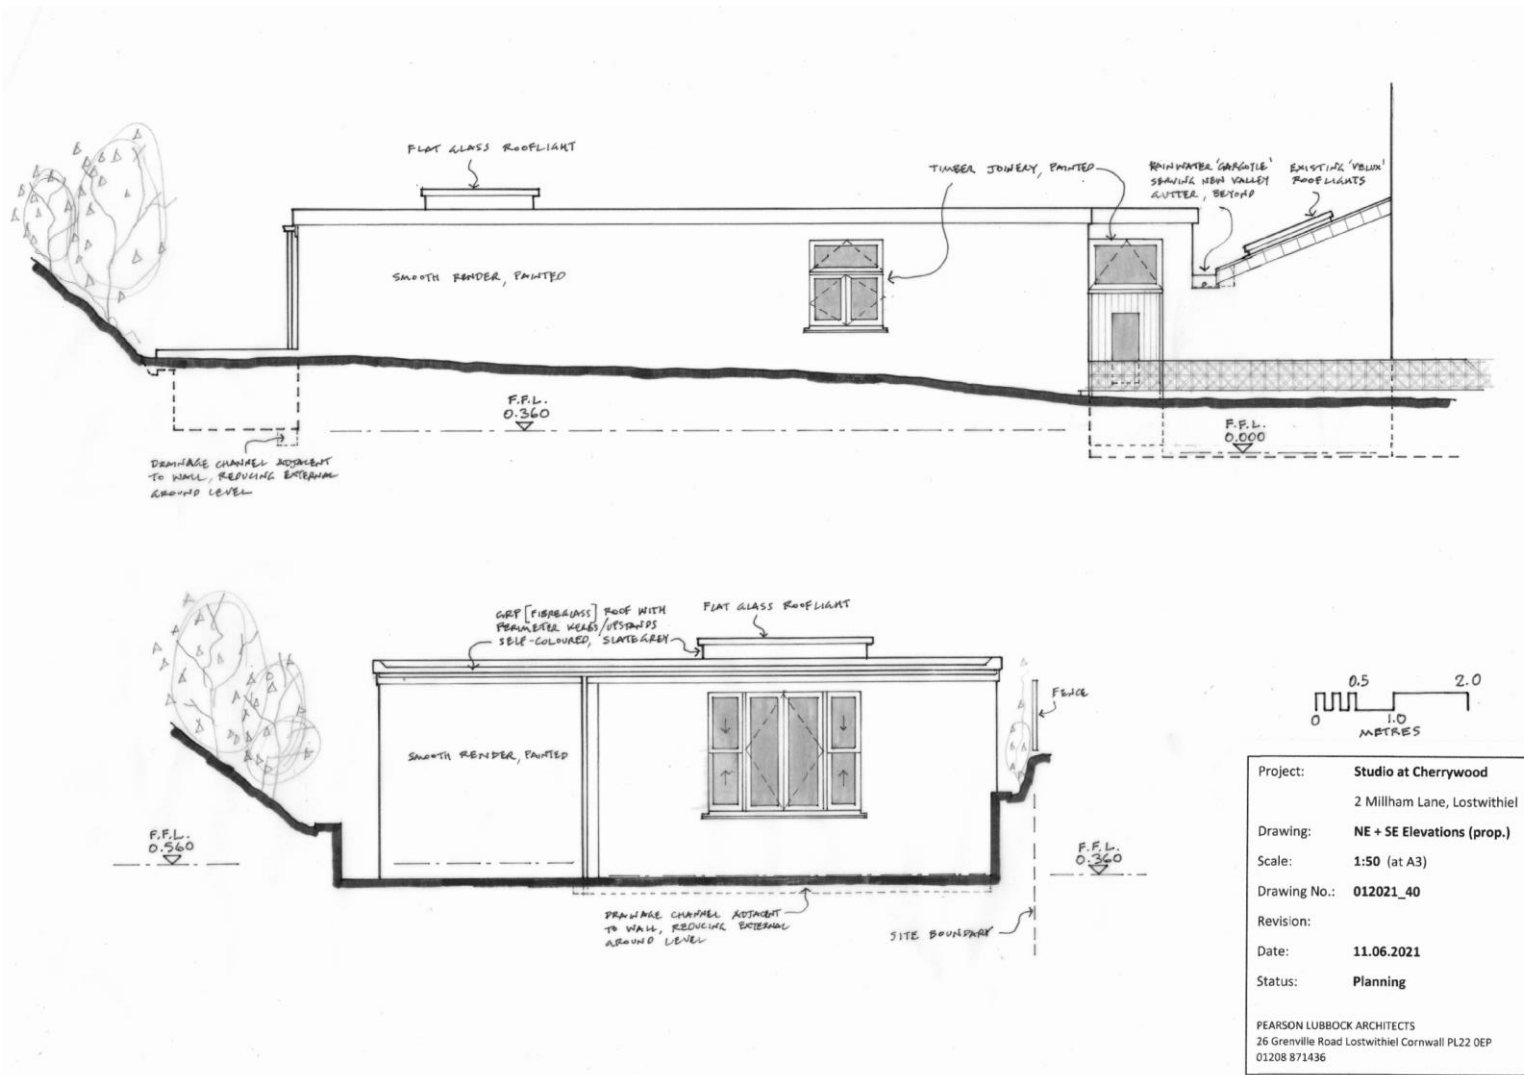 FLAT GLASS ROOFLIGHT
TIMBER JOINERY, PAINTED
RAINWATER 'GARGOYLE'
SERVING NEW VALLEY
GUTTER, BEYOND
EXISTING 'VELUX'
ROOFLIGHTS
SMOOTH RENDER, PAINTED
F.F.L.
0.360
F.F.L.
0.000
DRAINAGE CHANNEL ADJACENT
TO WALL, REDUCING EXTERNAL
GROUND LEVEL
GRP [FIBREGLASS] ROOF WITH
PERIMETER KERBS/UPSTANDS
SELF-COLOURED, SLATE GREY
FLAT GLASS ROOFLIGHT
FENCE
SMOOTH RENDER, PAINTED
F.F.L.
0.560
F.F.L.
0.360
DRAINAGE CHANNEL ADJACENT
TO WALL, REDUCING EXTERNAL
GROUND LEVEL
SITE BOUNDARY
0.5 2.0
0 1.0
METRES
Project: Studio at Cherrywood
2 Millham Lane, Lostwithiel
Drawing: NE + SE Elevations (prop.)
Scale: 1:50 (at A3)
Drawing No.: 012021_40
Revision:
Date: 11.06.2021
Status: Planning
PEARSON LUBBOCK ARCHITECTS
26 Grenville Road Lostwithiel Cornwall PL22 0EP
01208 871436